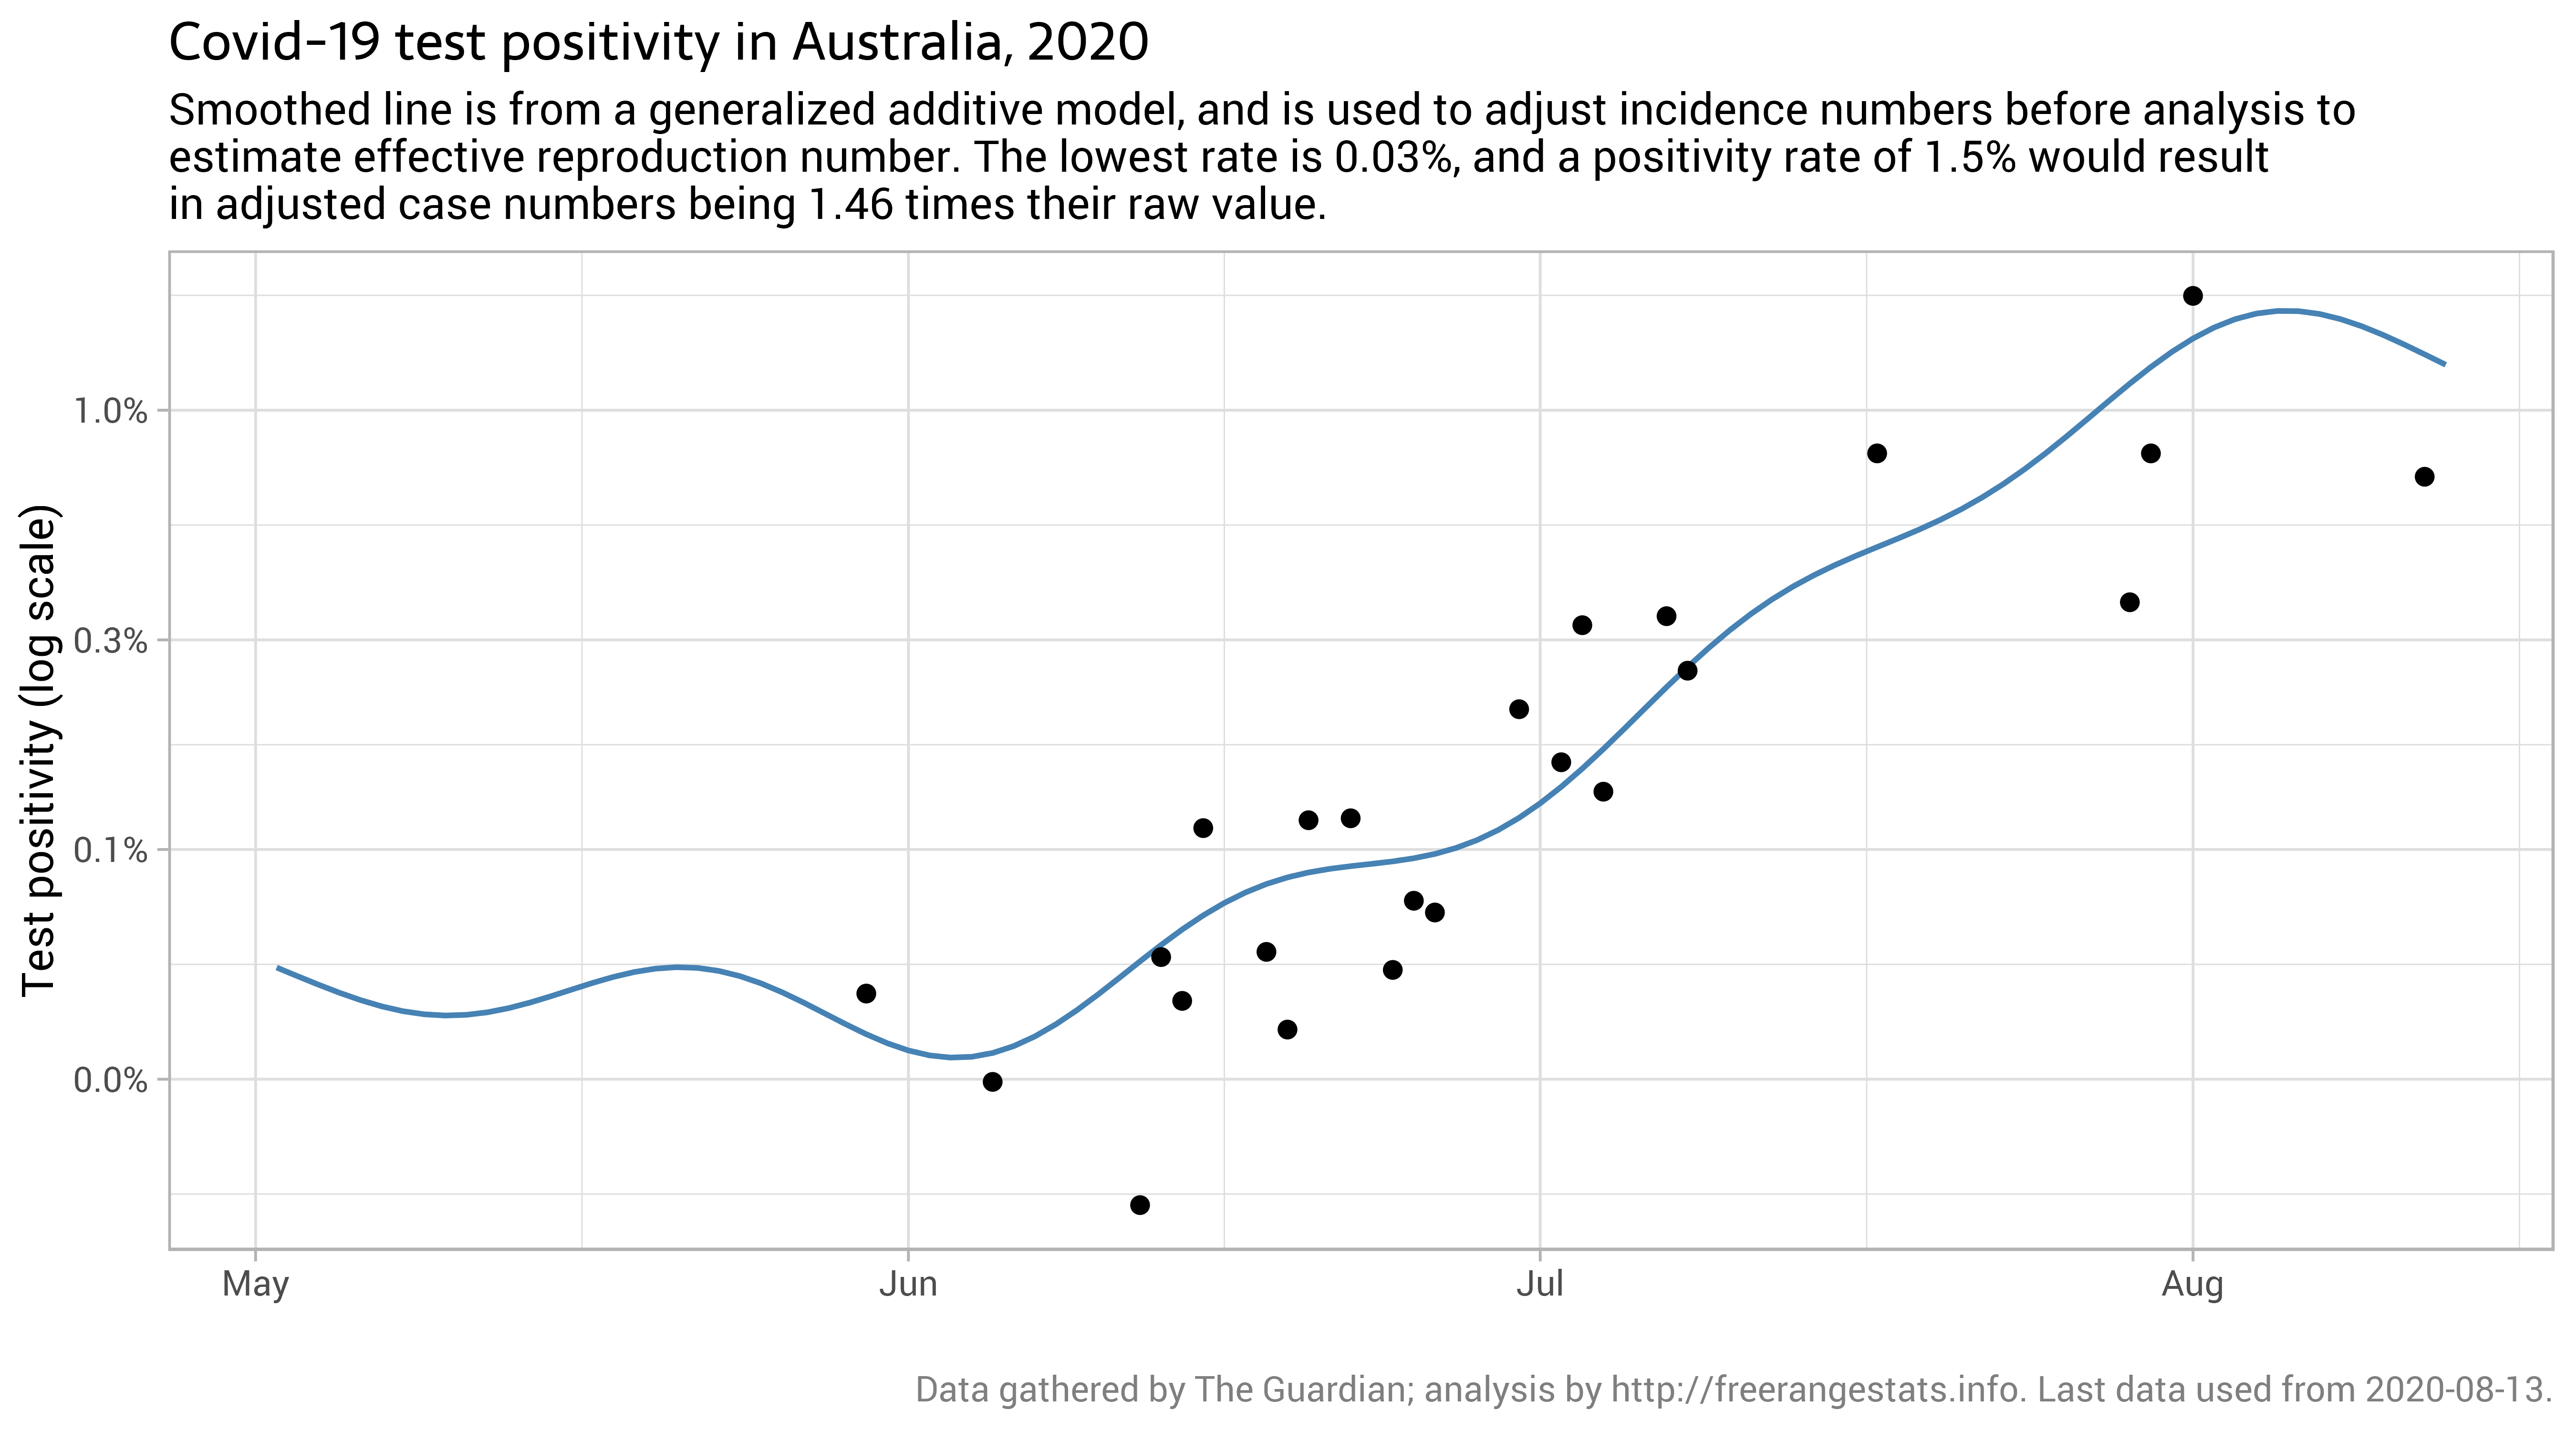 Covid-19 test positivity in Australia, 2020
Smoothed line is from a generalized additive model, and is used to adjust incidence numbers before analysis to
estimate effective reproduction number. The lowest rate is 0.03%, and a positivity rate of 1.5% would result
in adjusted case numbers being 1.46 times their raw value.
Test positivity (log scale)
1.0%
0.3%
0.1%
0.0%
May
Jun
Jul
Aug
Data gathered by The Guardian; analysis by http://freerangestats.info. Last data used from 2020-08-13.